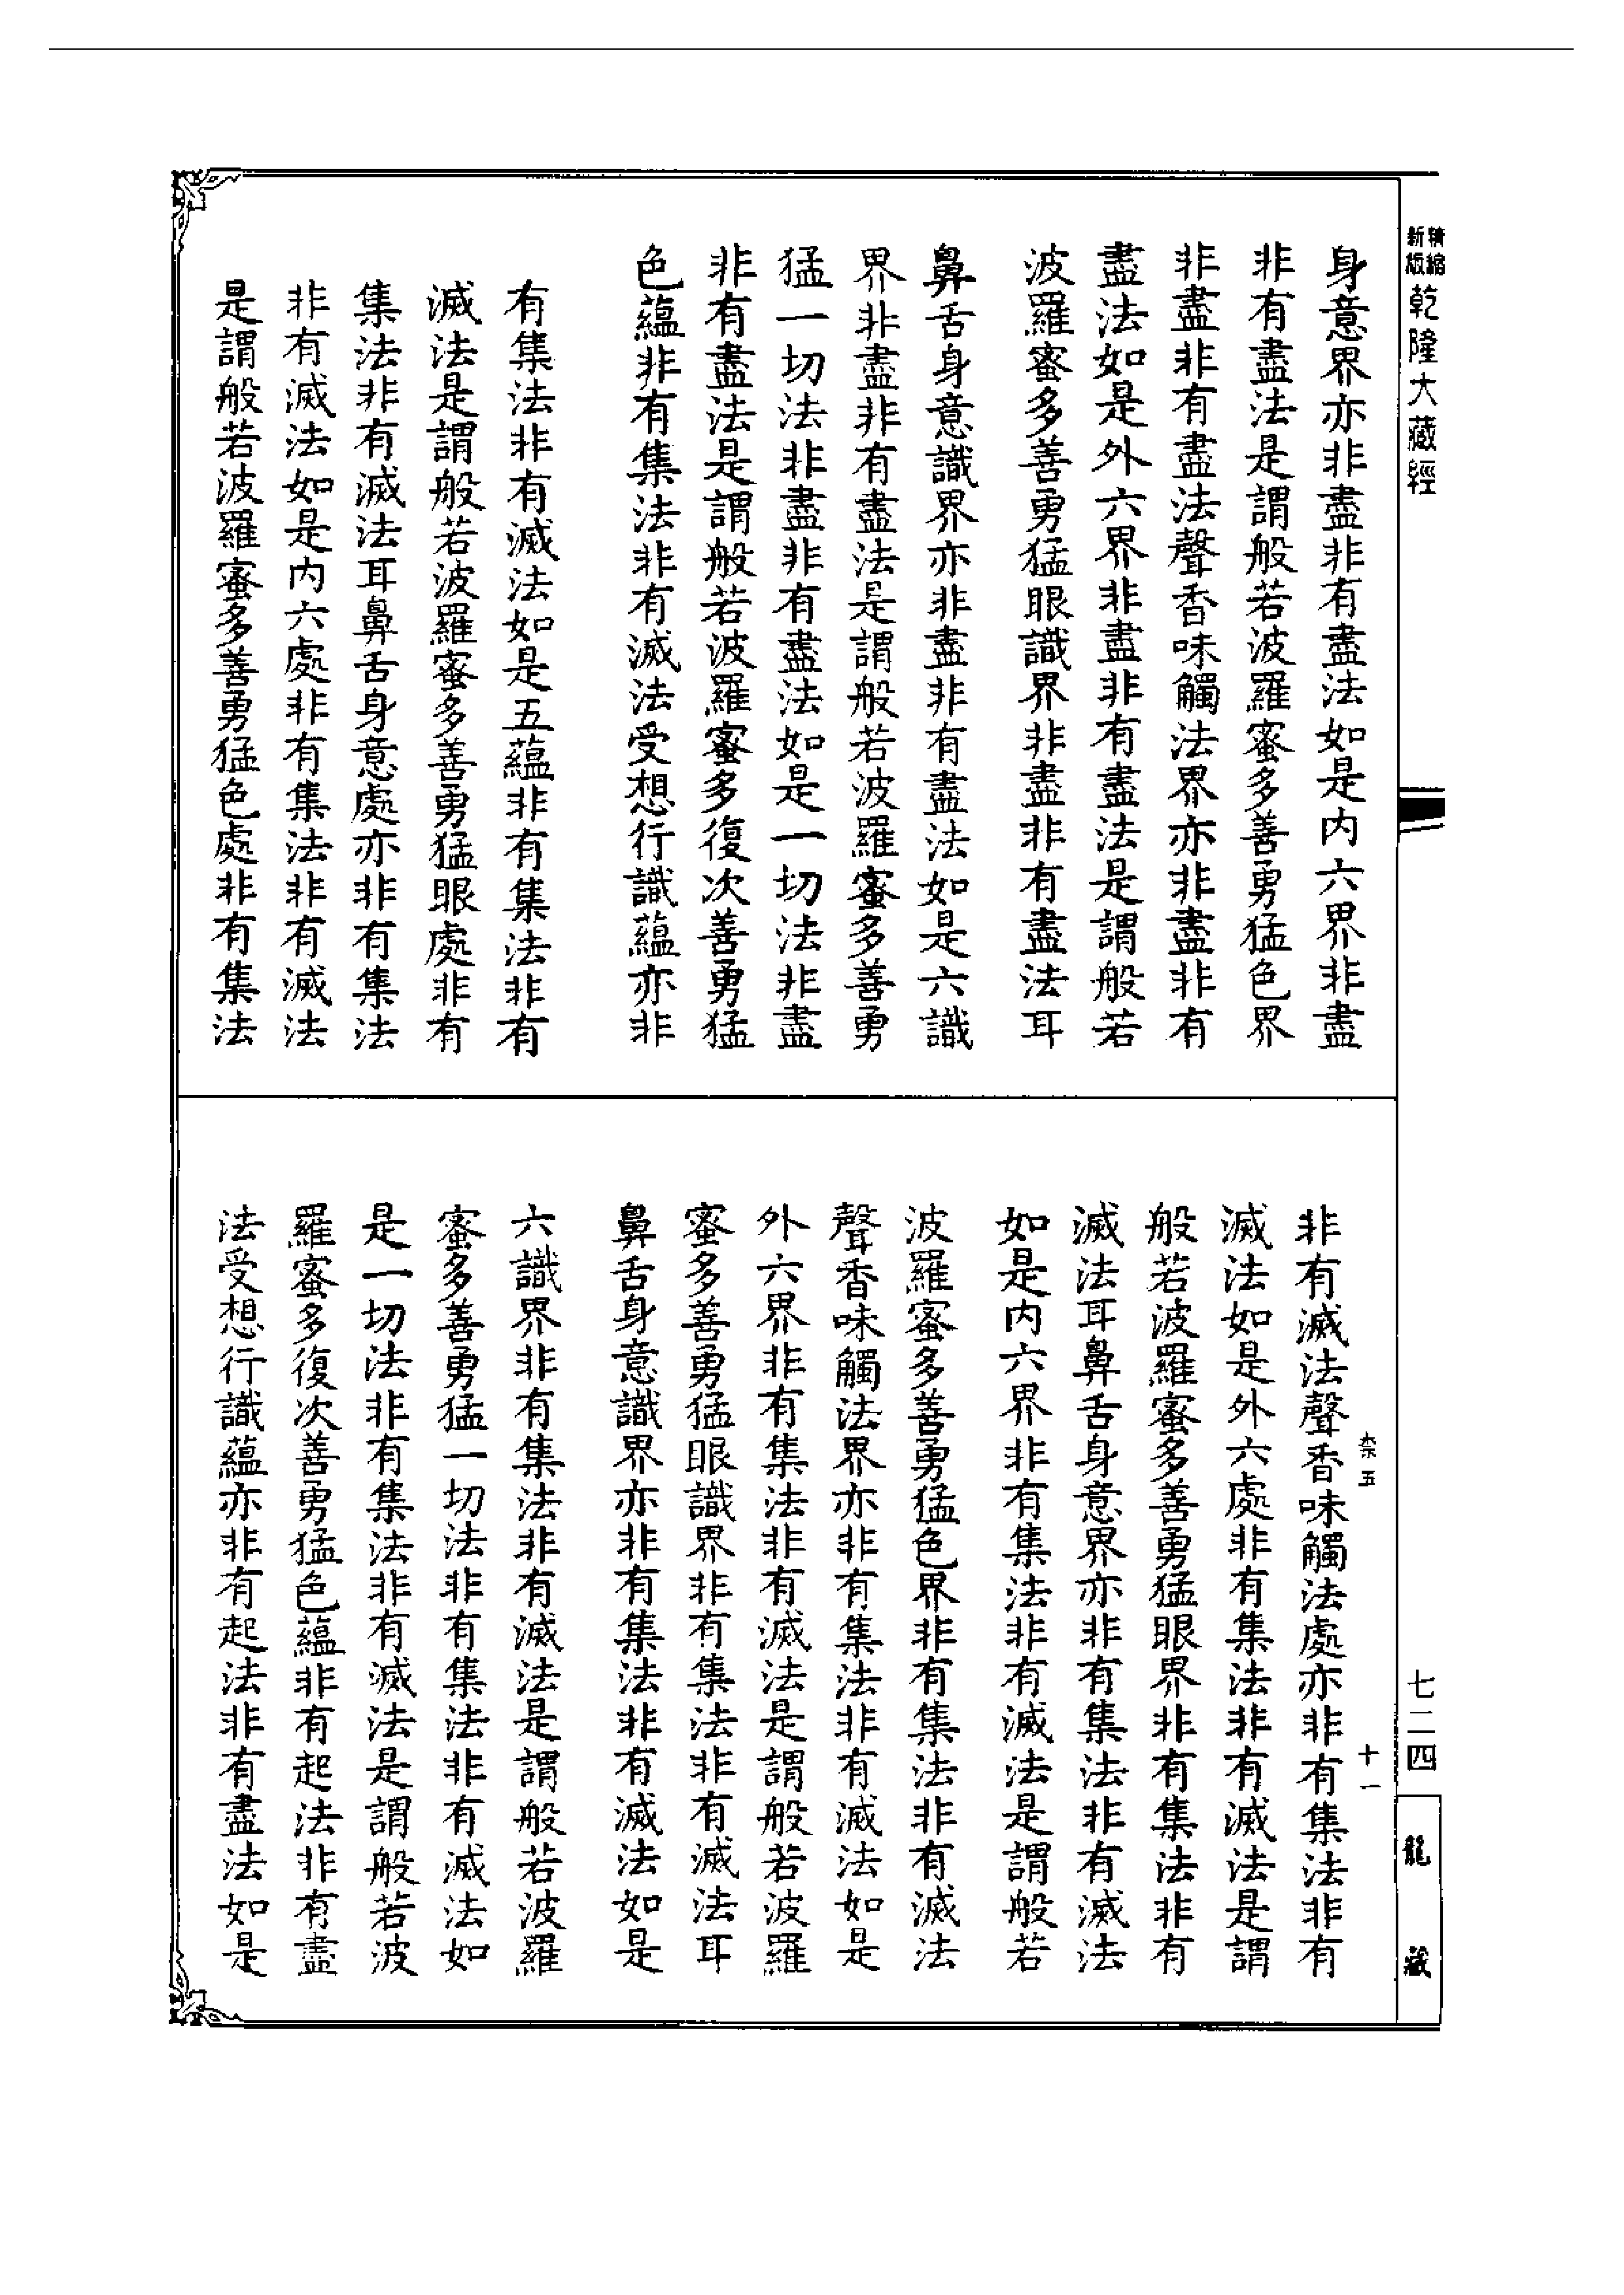 精縮新版乾隆大藏經
身意界亦非盡非有盡法如是内六界非盡
非有盡法是謂般若波羅蜜多善勇猛色界
非盡非有盡法聲香味觸法界亦非盡非有
盡法如是外六界非盡非有盡法是謂般若
波羅蜜多善勇猛眼識界非盡非有盡法耳
鼻舌身意識界亦非盡非有盡法如是六識
界非盡非有盡法是謂般若波羅蜜多善勇
猛一切法非盡非有盡法如是一切法非盡
非有盡法是謂般若波羅蜜多復次善勇猛
色蘊非有集法非有滅法受想行識蘊亦非
有集法非有滅法如是五蘊非有集法非有
滅法是謂般若波羅蜜多善勇猛眼處非有
集法非有滅法耳鼻舌身意處亦非有集法
非有滅法如是内六處非有集法非有滅法
是謂般若波羅蜜多善勇猛色處非有集法
七二四
龍藏
柰五
十一
非有滅法聲香味觸法處亦非有集法非有
滅法如是外六處非有集法非有滅法是謂
般若波羅蜜多善勇猛眼界非有集法非有
滅法耳鼻舌身意界亦非有集法非有滅法
如是内六界非有集法非有滅法是謂般若
波羅蜜多善勇猛色界非有集法非有滅法
聲香味觸法界亦非有集法非有滅法如是
外六界非有集法非有滅法是謂般若波羅
蜜多善勇猛眼識界非有集法非有滅法耳
鼻舌身意識界亦非有集法非有滅法如是
六識界非有集法非有滅法是謂般若波羅
蜜多善勇猛一切法非有集法非有滅法如
是一切法非有集法非有滅法是謂般若波
羅蜜多復次善勇猛色蘊非有起法非有盡
法受想行識蘊亦非有起法非有盡法如是